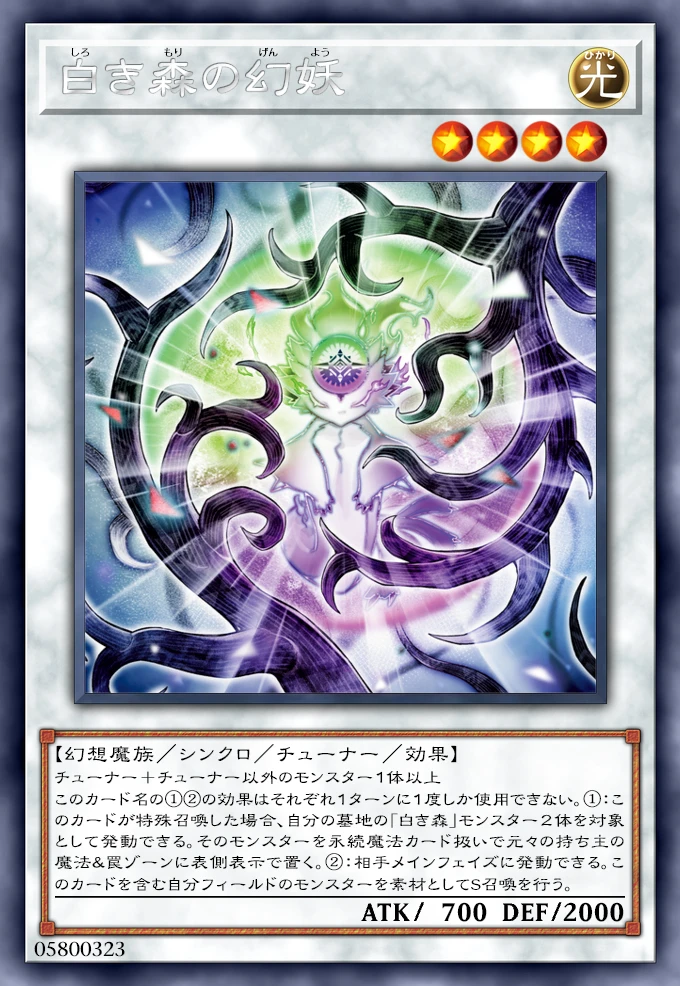 しろ もり げん よう
白き森の幻妖
ひかり
光
【幻想魔族／シンクロ／チューナー／効果】
チューナー＋チューナー以外のモンスター１体以上
このカード名の①②の効果はそれぞれ１ターンに１度しか使用できない。①：こ
のカードが特殊召喚した場合、自分の墓地の「白き森」モンスター２体を対象
として発動できる。そのモンスターを永続魔法カード扱いで元々の持ち主の
魔法&罠ゾーンに表側表示で置く。②：相手メインフェイズに発動できる。こ
のカードを含む自分フィールドのモンスターを素材としてS召喚を行う。
ATK/ 700 DEF/2000
05800323